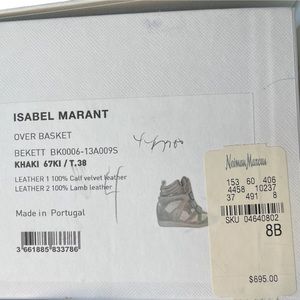 ISABEL MARANT
OVER BASKET
BEKETT BK0006-13A009S
KHAKI 67KI / T.38
LEATHER 1 100% Calf velvet leather
LEATHER 2 100% Lamb leather
Made in Portugal
3 661885 833786
Neiman Marcus
153 60 406
4458 10237
37 491 8
SKU 04640802
8B
$695.00